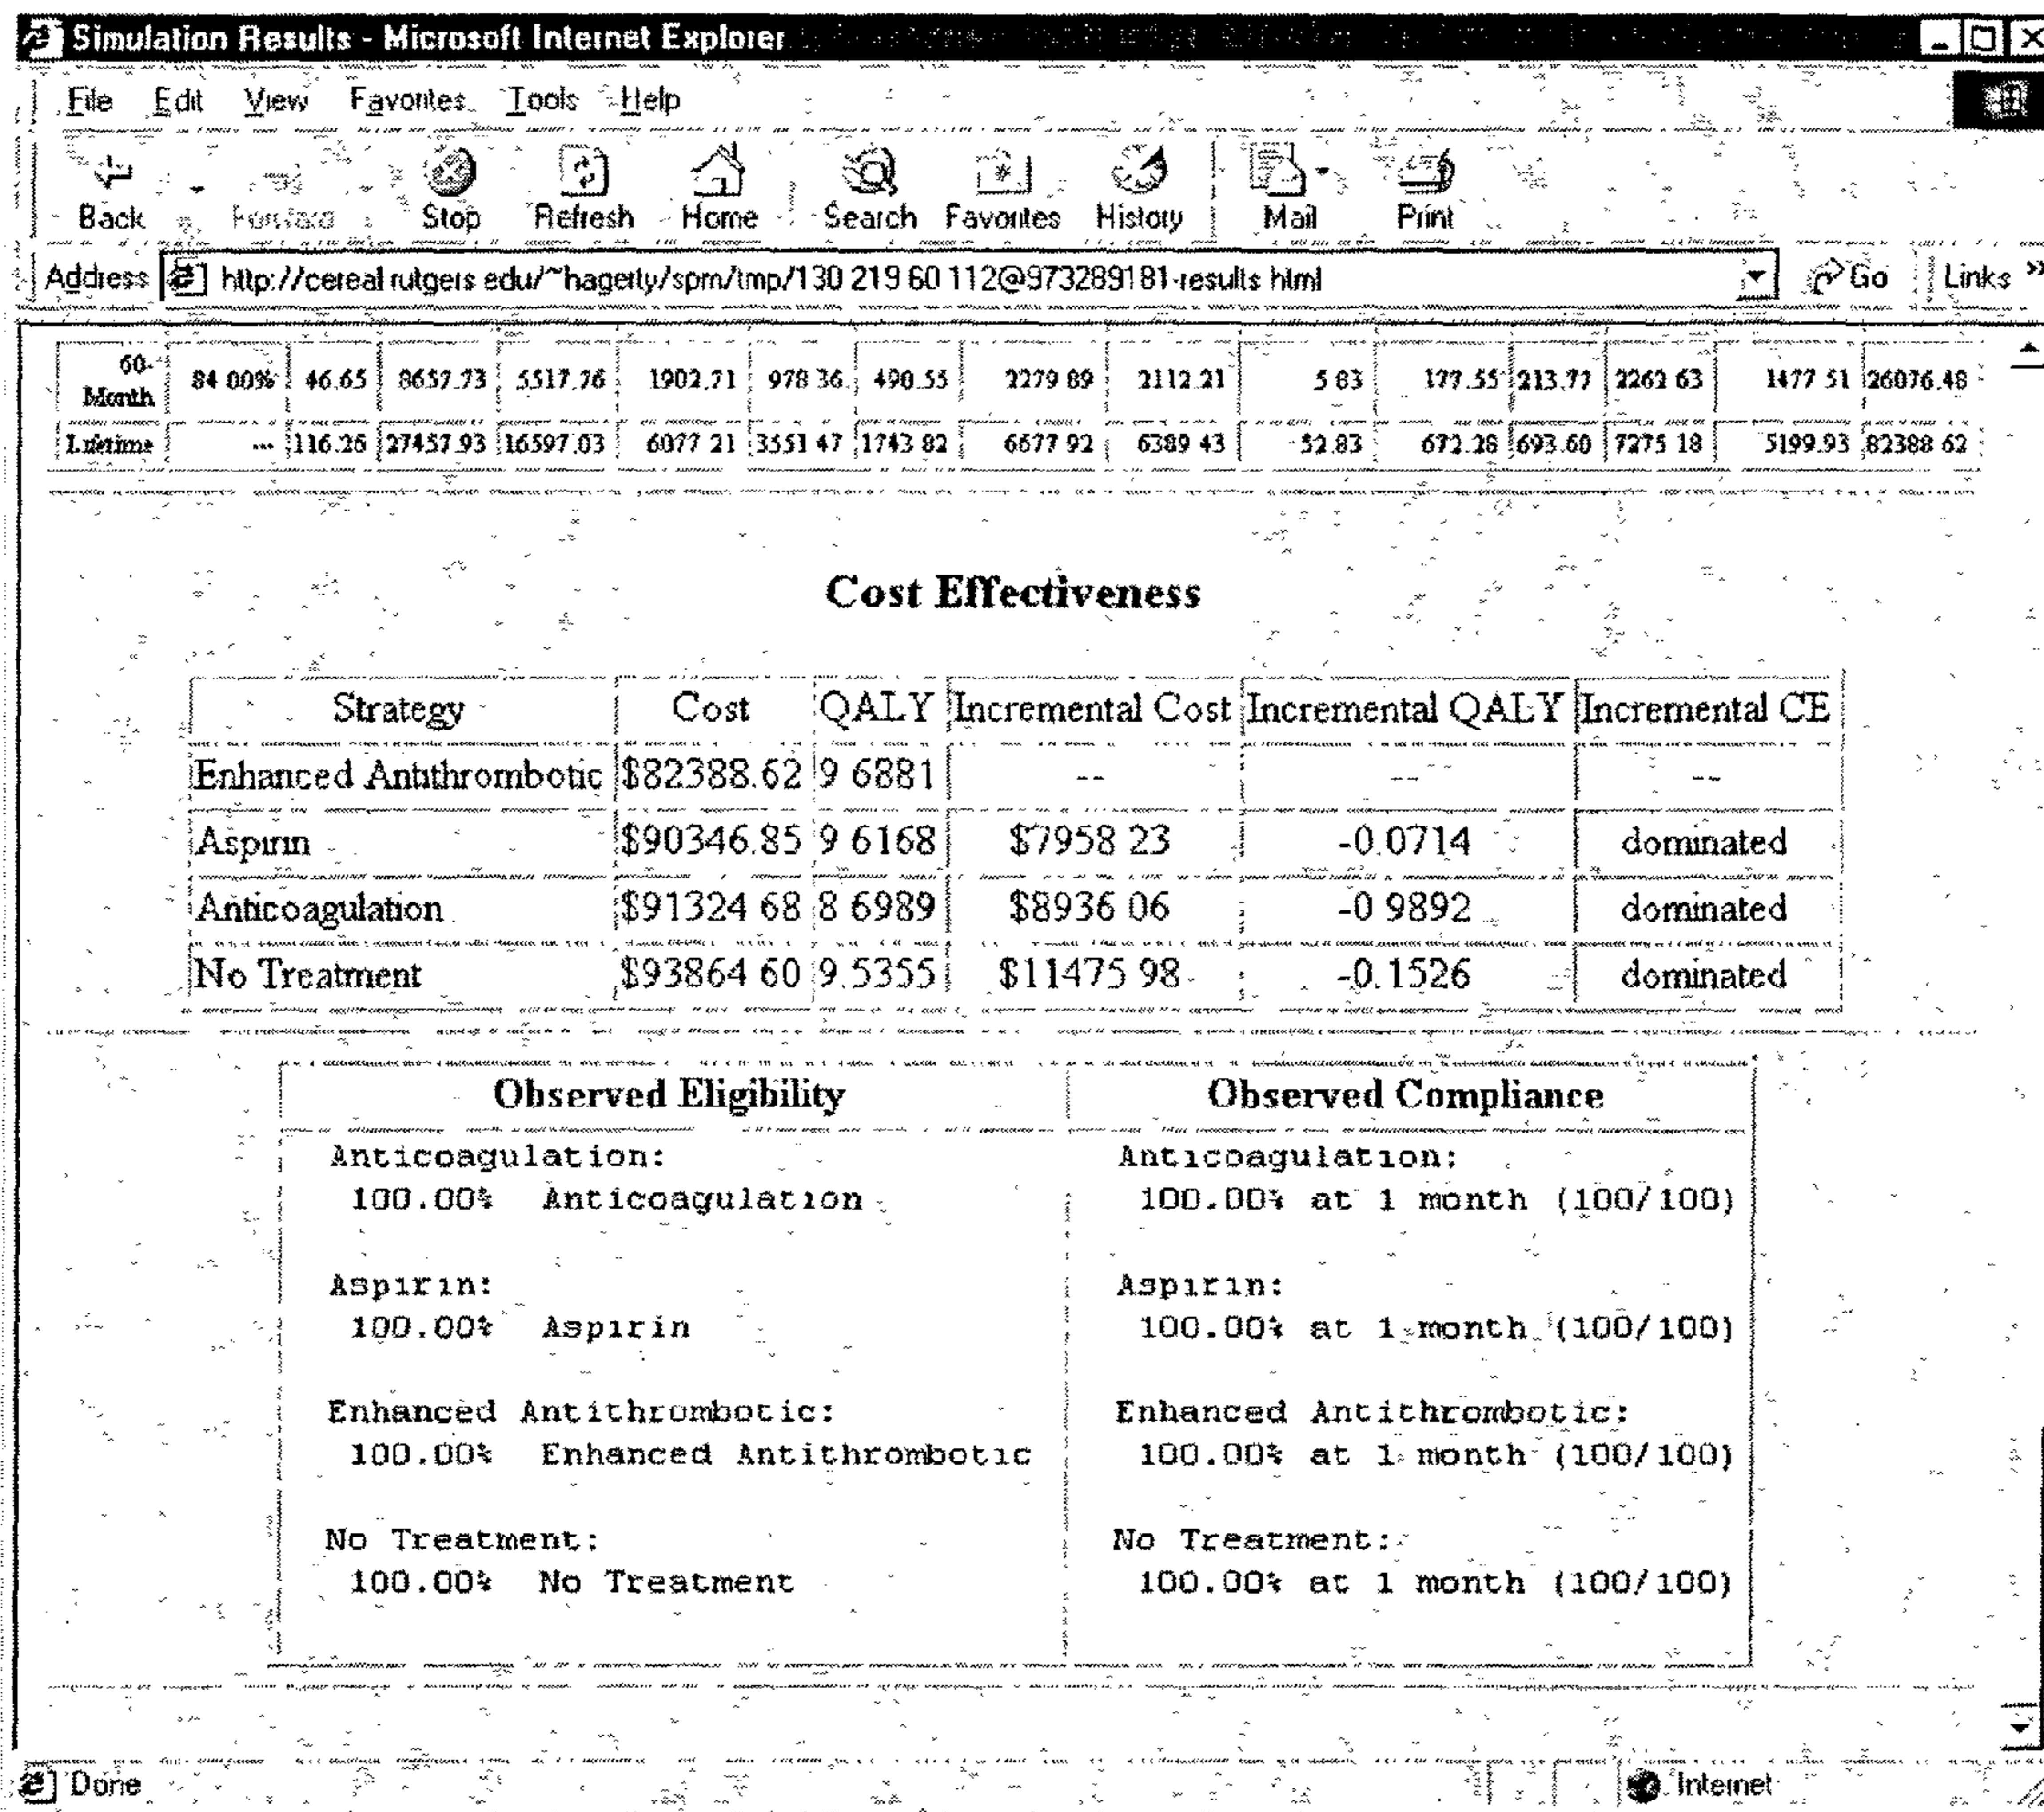 Simulation Results - Microsoft Internet Explorer
File Edit View Favorites Tools Help
Back Forward Stop Refresh Home Search Favorites History Mail Print
Address http://cereal rutgers edu/~hagerty/spm/tmp/130 219 60 112@973289181-results html Go Links »
60-Month 84 00% 46.65 8657.73 5517.76 1902.71 978 36 490.55 2279 89 2112.21 5 83 177.55 213.77 2262 63 1477 51 26076.48
Lifetime --- 116.26 27457.93 16597.03 6077 21 3551 47 1743 82 6677 92 6389 43 52.83 672.28 693.60 7275 18 5199.93 82388 62
Cost Effectiveness
Strategy Cost QALY Incremental Cost Incremental QALY Incremental CE
Enhanced Antithrombotic $82388.62 9 6881 -- -- --
Aspirin $90346.85 9 6168 $7958 23 -0.0714 dominated
Anticoagulation $91324 68 8 6989 $8936 06 -0 9892 dominated
No Treatment $93864 60 9.5355 $11475 98 -0.1526 dominated
Observed Eligibility Observed Compliance
Anticoagulation: Anticoagulation:
100.00% Anticoagulation 100.00% at 1 month (100/100)
Aspirin: Aspirin:
100.00% Aspirin 100.00% at 1 month (100/100)
Enhanced Antithrombotic: Enhanced Antithrombotic:
100.00% Enhanced Antithrombotic 100.00% at 1 month (100/100)
No Treatment: No Treatment:
100.00% No Treatment 100.00% at 1 month (100/100)
Done Internet